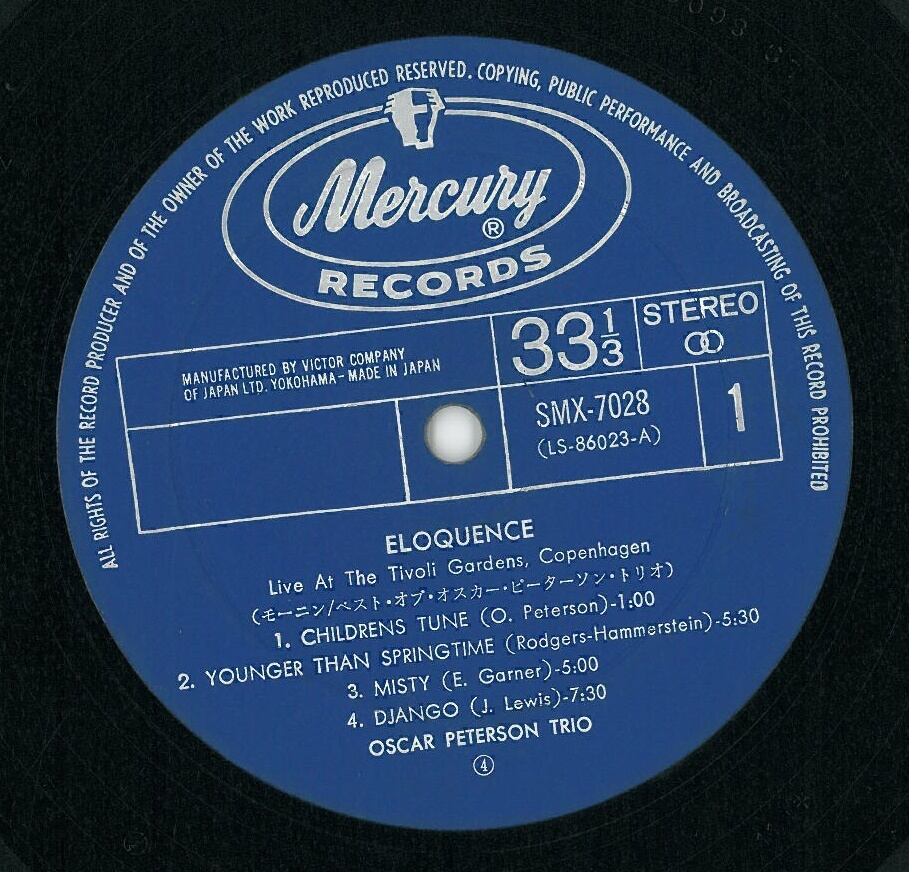 ALL RIGHTS OF THE RECORD PRODUCER AND OF THE OWNER OF THE WORK REPRODUCED RESERVED. COPYING, PUBLIC PERFORMANCE AND BROADCASTING OF THIS RECORD PROHIBITED
Mercury ®
RECORDS
MANUFACTURED BY VICTOR COMPANY
OF JAPAN LTD. YOKOHAMA-MADE IN JAPAN
33 1/3
STEREO
SMX-7028
(LS-86023-A)
1
ELOQUENCE
Live At The Tivoli Gardens, Copenhagen
(モーニン/ベスト・オブ・オスカー・ピーターソン・トリオ)
1. CHILDRENS TUNE (O. Peterson)-1:00
2. YOUNGER THAN SPRINGTIME (Rodgers-Hammerstein)-5:30
3. MISTY (E. Garner)-5:00
4. DJANGO (J. Lewis)-7:30
OSCAR PETERSON TRIO
④